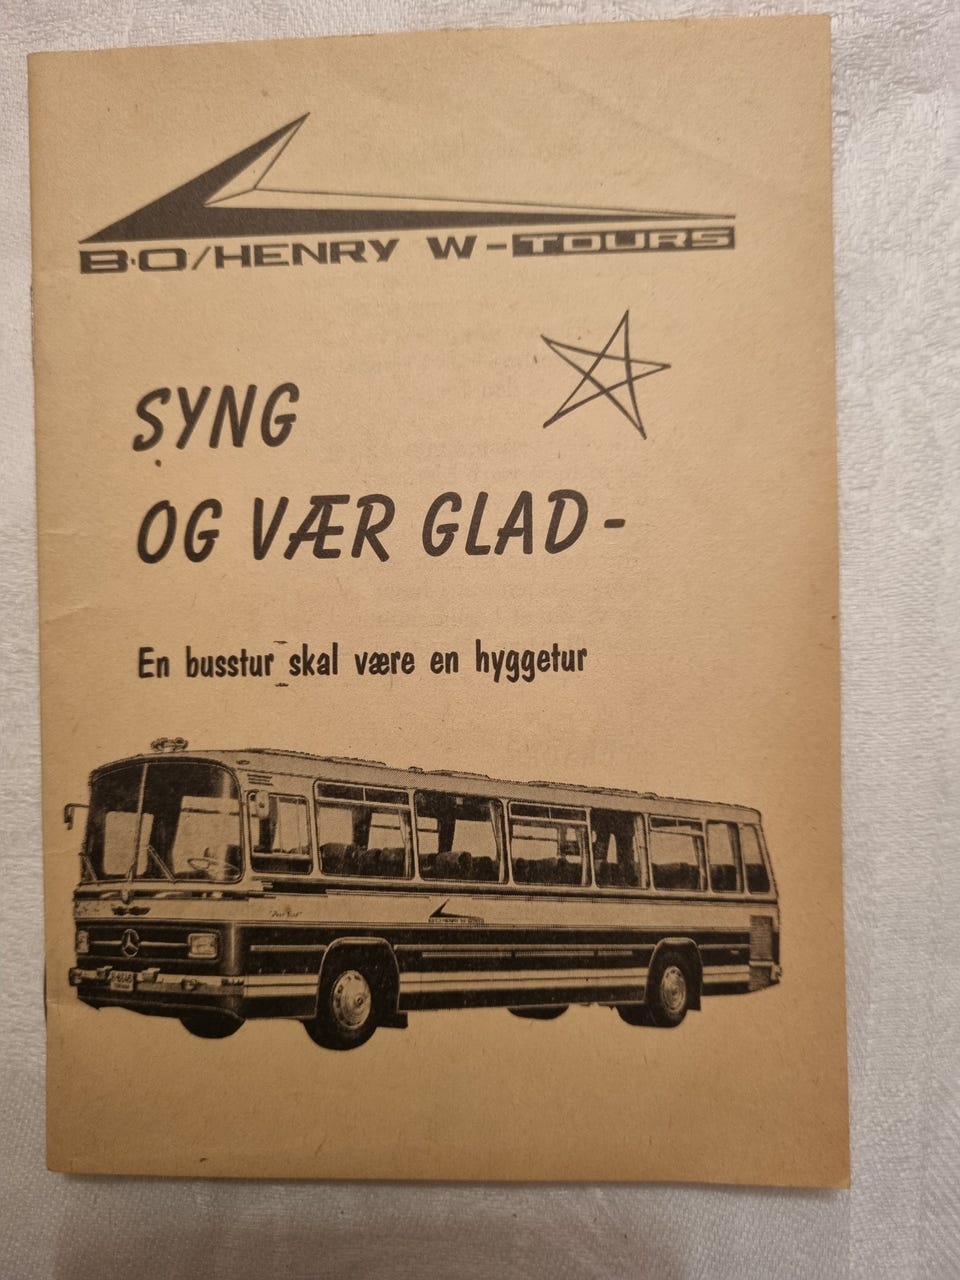 B.O/HENRY W-TOURS
SYNG
OG VÆR GLAD-
En busstur skal være en hyggetur